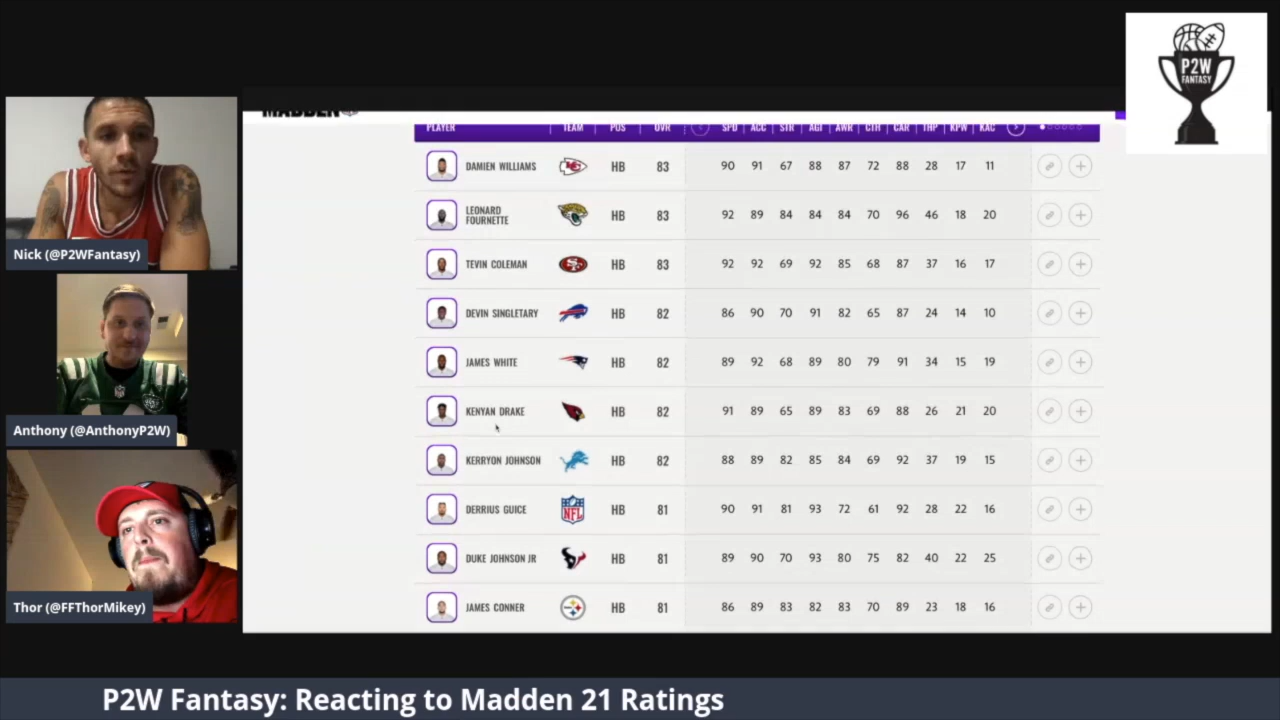 P2W
FANTASY
MADDEN
PLAYER TEAM POS OVR SPD ACC STR AGI AWR CTH CAR THP KPW KAC
DAMIEN WILLIAMS HB 83 90 91 67 88 87 72 88 28 17 11
LEONARD
FOURNETTE HB 83 92 89 84 84 84 70 96 46 18 20
TEVIN COLEMAN HB 83 92 92 69 92 85 68 87 37 16 17
DEVIN SINGLETARY HB 82 86 90 70 91 82 65 87 24 14 10
JAMES WHITE HB 82 89 92 68 89 80 79 91 34 15 19
KENYAN DRAKE HB 82 91 89 65 89 83 69 88 26 21 20
KERRYON JOHNSON HB 82 88 89 82 85 84 69 92 37 19 15
DERRIUS GUICE NFL HB 81 90 91 81 93 72 61 92 28 22 16
DUKE JOHNSON JR HB 81 89 90 70 93 80 75 82 40 22 25
JAMES CONNER HB 81 86 89 83 82 83 70 89 23 18 16
Nick (@P2WFantasy)
Anthony (@AnthonyP2W)
Thor (@FFThorMikey)
P2W Fantasy: Reacting to Madden 21 Ratings